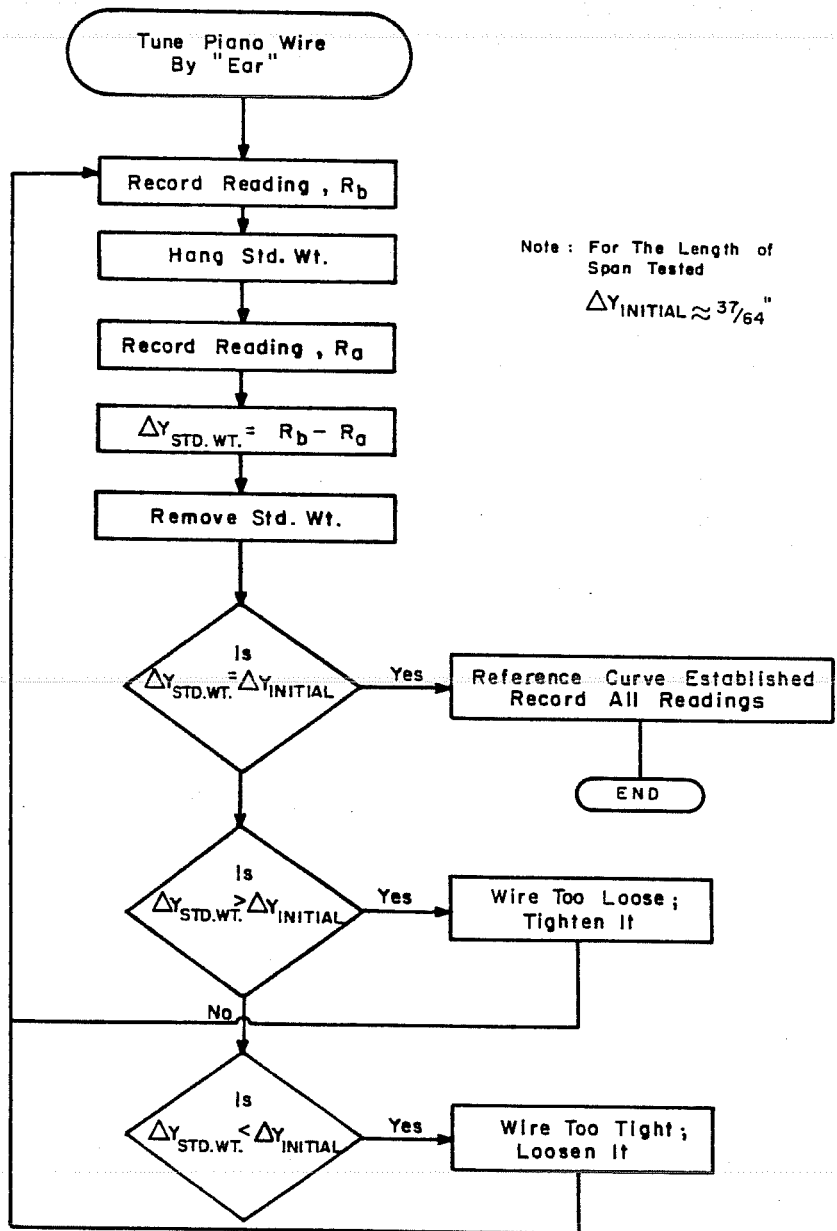 Tune Piano Wire
By "Ear"
Record Reading , Rb
Hang Std. Wt.
Note : For The Length of
Span Tested
ΔYINITIAL ≈ 37/64"
Record Reading , Ra
ΔYSTD. WT. = Rb – Ra
Remove Std. Wt.
Is
ΔYSTD.WT. = ΔYINITIAL
Yes
Reference Curve Established
Record All Readings
END
Is
ΔYSTD.WT. > ΔYINITIAL
Yes
Wire Too Loose ;
Tighten It
No
Is
ΔYSTD.WT. < ΔYINITIAL
Yes
Wire Too Tight ;
Loosen It